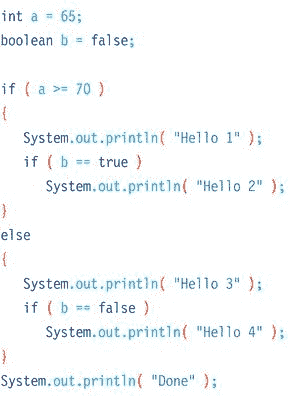 int a = 65;
boolean b = false;
if ( a >= 70 )
{
System.out.println( "Hello 1" );
if ( b == true )
System.out.println( "Hello 2" );
}
else
{
System.out.println( "Hello 3" );
if ( b == false )
System.out.println( "Hello 4" );
}
System.out.println( "Done" );